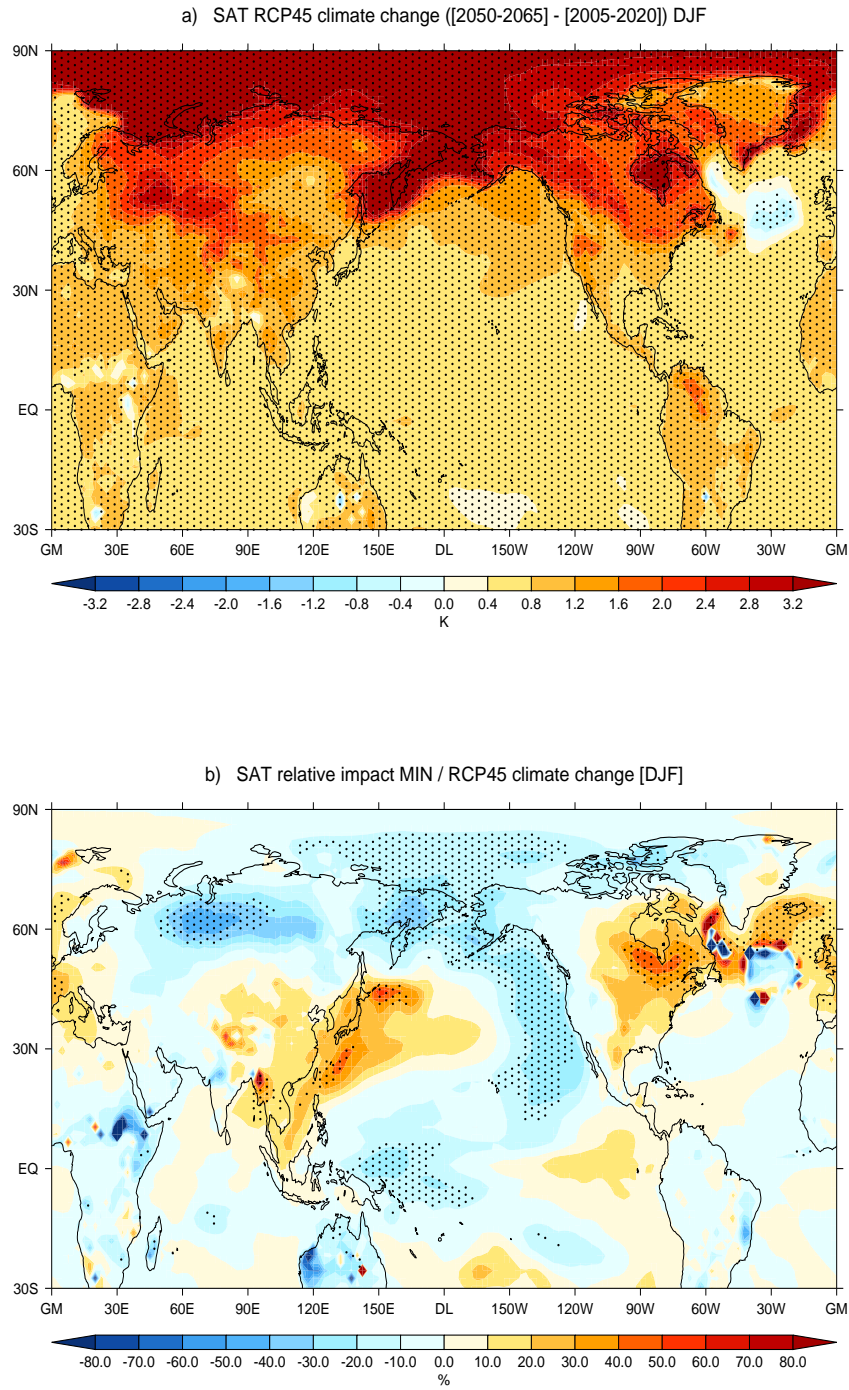 a) SAT RCP45 climate change ([2050-2065] - [2005-2020]) DJF
90N
60N
30N
EQ
30S
GM 30E 60E 90E 120E 150E DL 150W 120W 90W 60W 30W GM
-3.2 -2.8 -2.4 -2.0 -1.6 -1.2 -0.8 -0.4 0.0 0.4 0.8 1.2 1.6 2.0 2.4 2.8 3.2
K
b) SAT relative impact MIN / RCP45 climate change [DJF]
90N
60N
30N
EQ
30S
GM 30E 60E 90E 120E 150E DL 150W 120W 90W 60W 30W GM
-80.0 -70.0 -60.0 -50.0 -40.0 -30.0 -20.0 -10.0 0.0 10.0 20.0 30.0 40.0 50.0 60.0 70.0 80.0
%